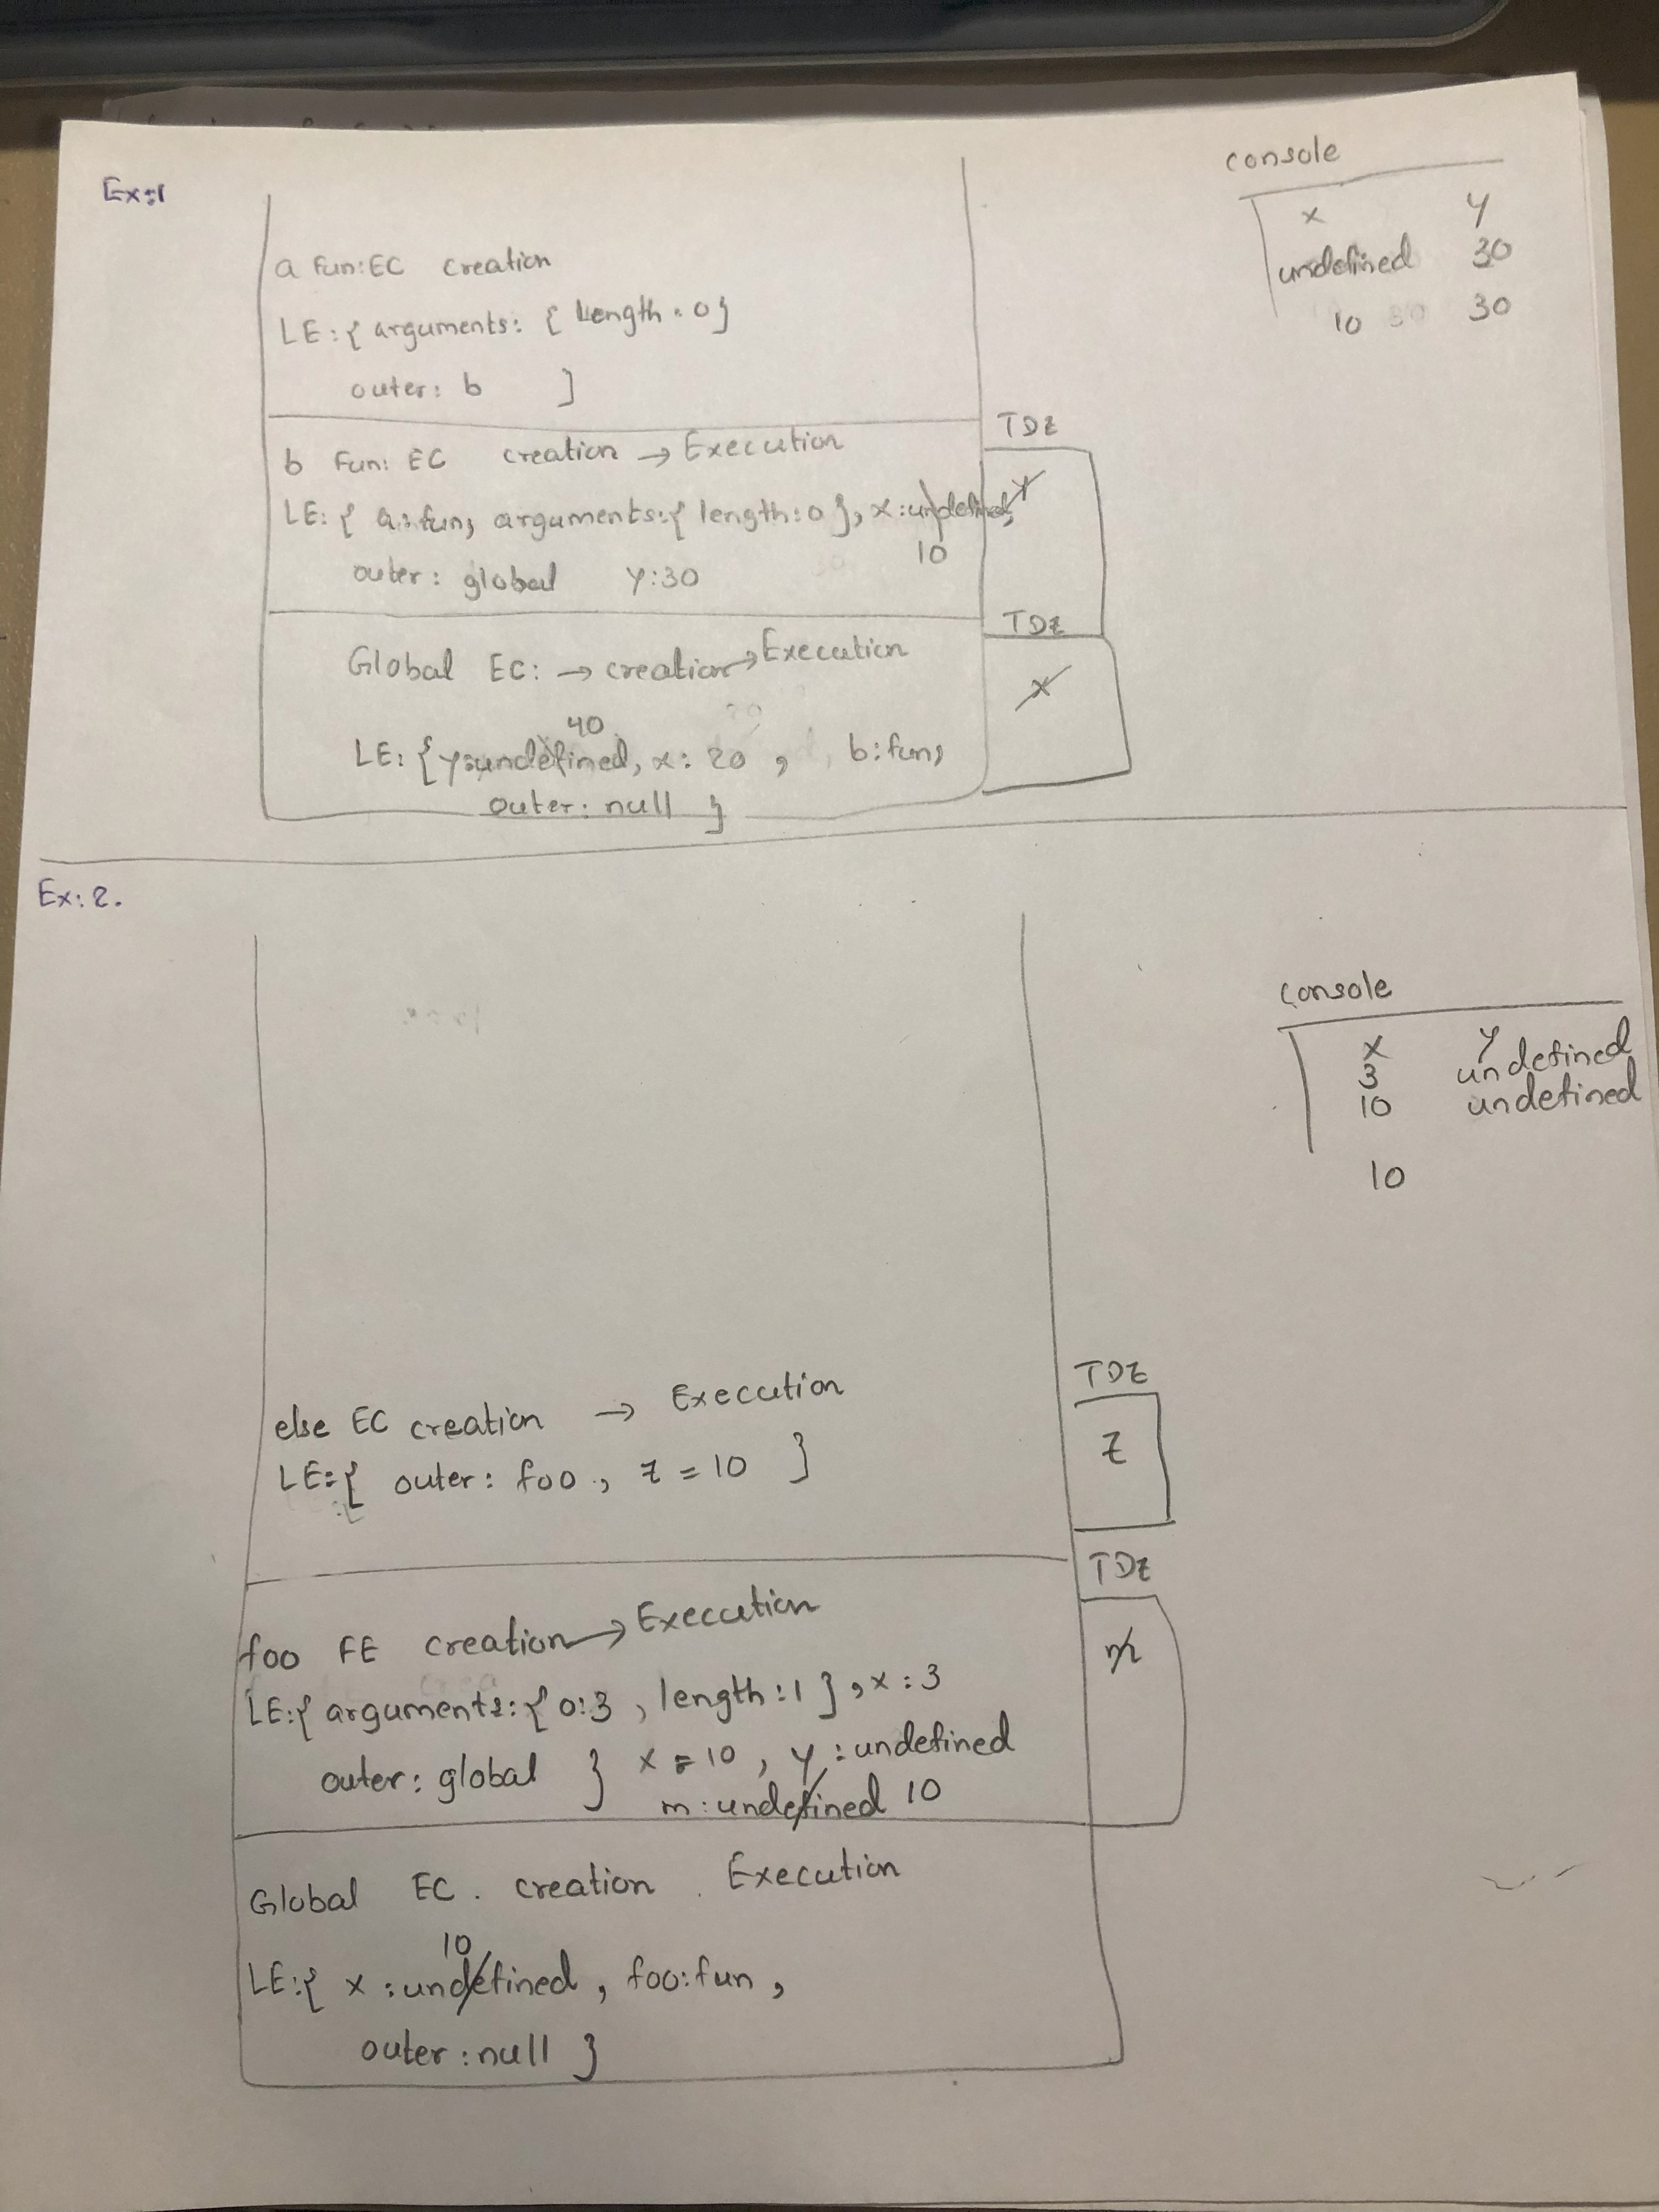 Ex:1
console
x y
undefined 30
10 30
a fun: EC creation
LE: { arguments: { Length: 0 }
outer: b }
TDZ
b Fun: EC creation → Execution
y
LE: { a: fun, arguments: { length: 0 }, x: undefined,
10
outer: global y: 30
TDZ
Global EC: → creation → Execution
x
40
LE: { y: undefined, x: 20, b: fun,
outer: null }
Ex: 2.
console
x y
3 undefined
10 undefined
10
TDZ
else EC creation → Execution
z
LE: { outer: foo, z = 10 }
TDZ
foo FE creation → Execution
m
LE: { arguments: { 0: 3, length: 1 }, x: 3
outer: global } x = 10, y: undefined
m: undefined 10
Global EC. creation. Execution
10
LE: { x: undefined, foo: fun,
outer: null }